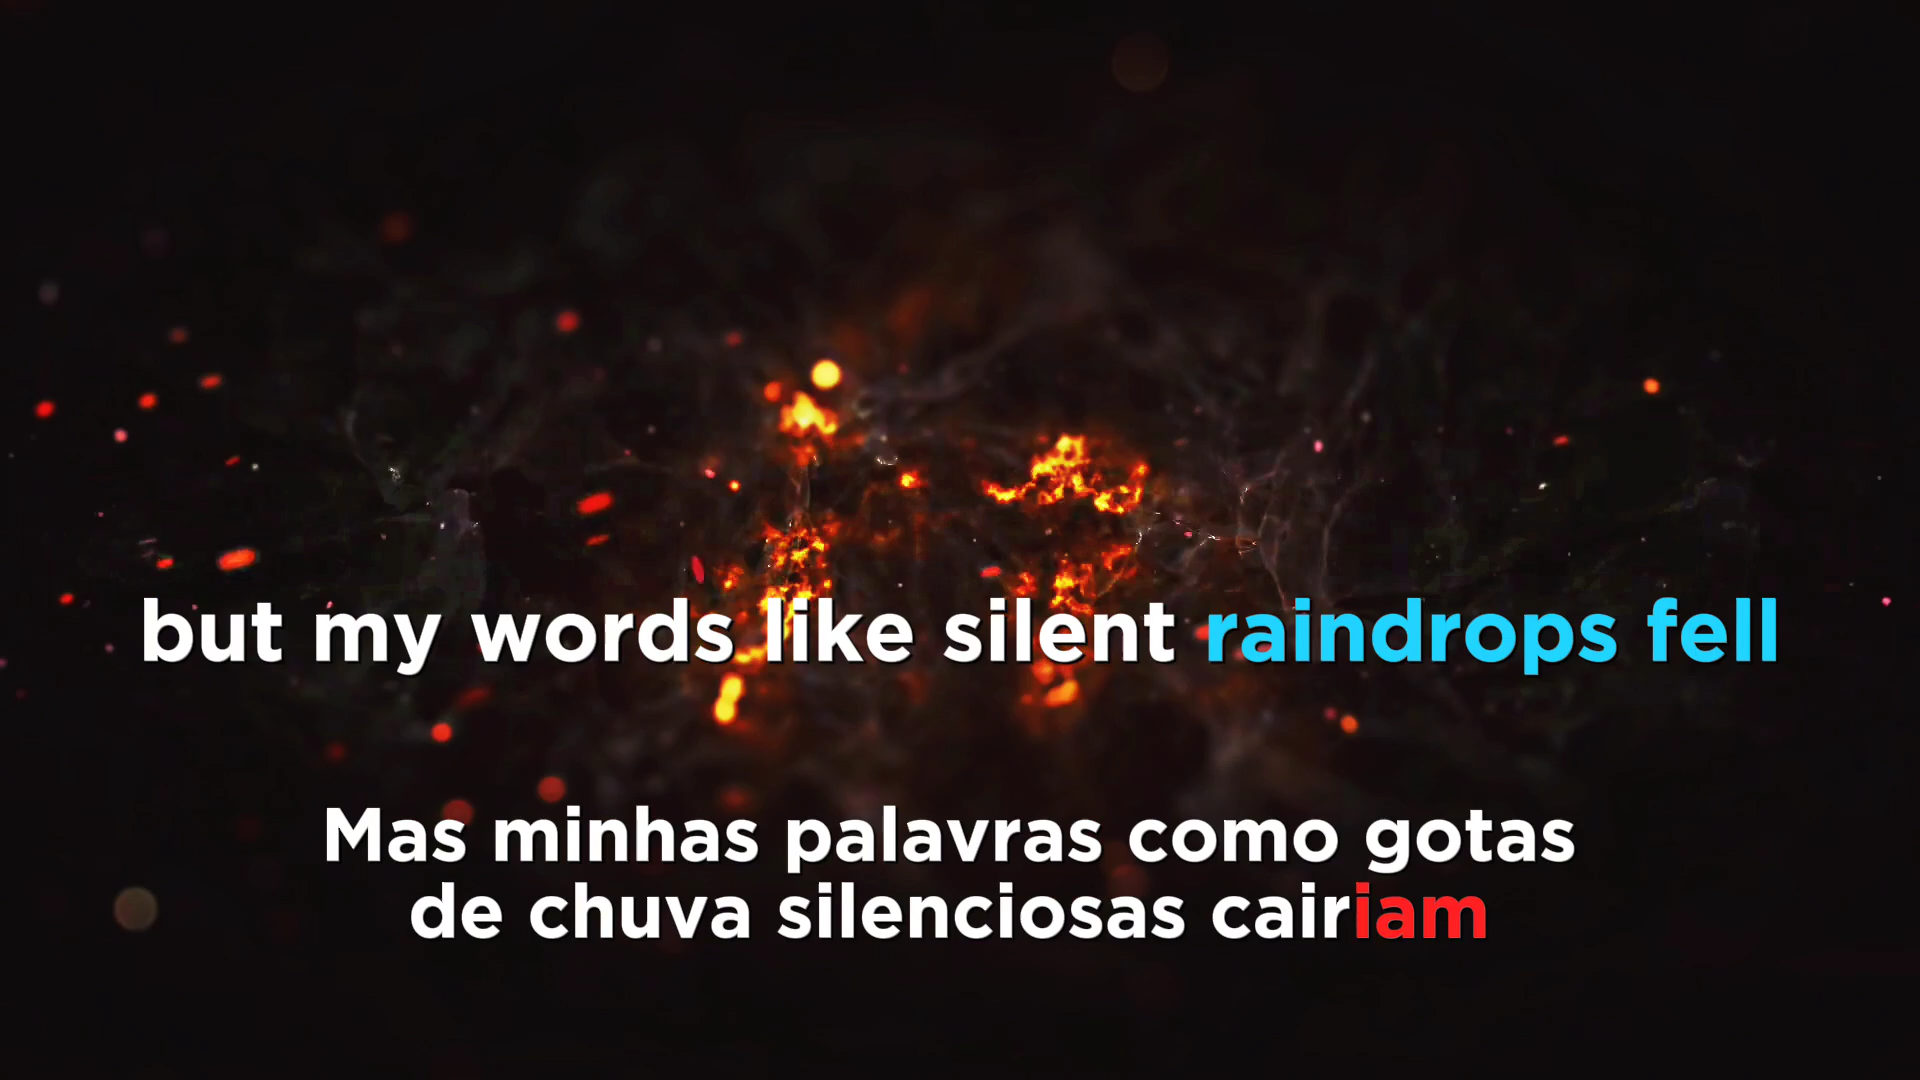 but my words like silent raindrops fell
Mas minhas palavras como gotas
de chuva silenciosas cairiam